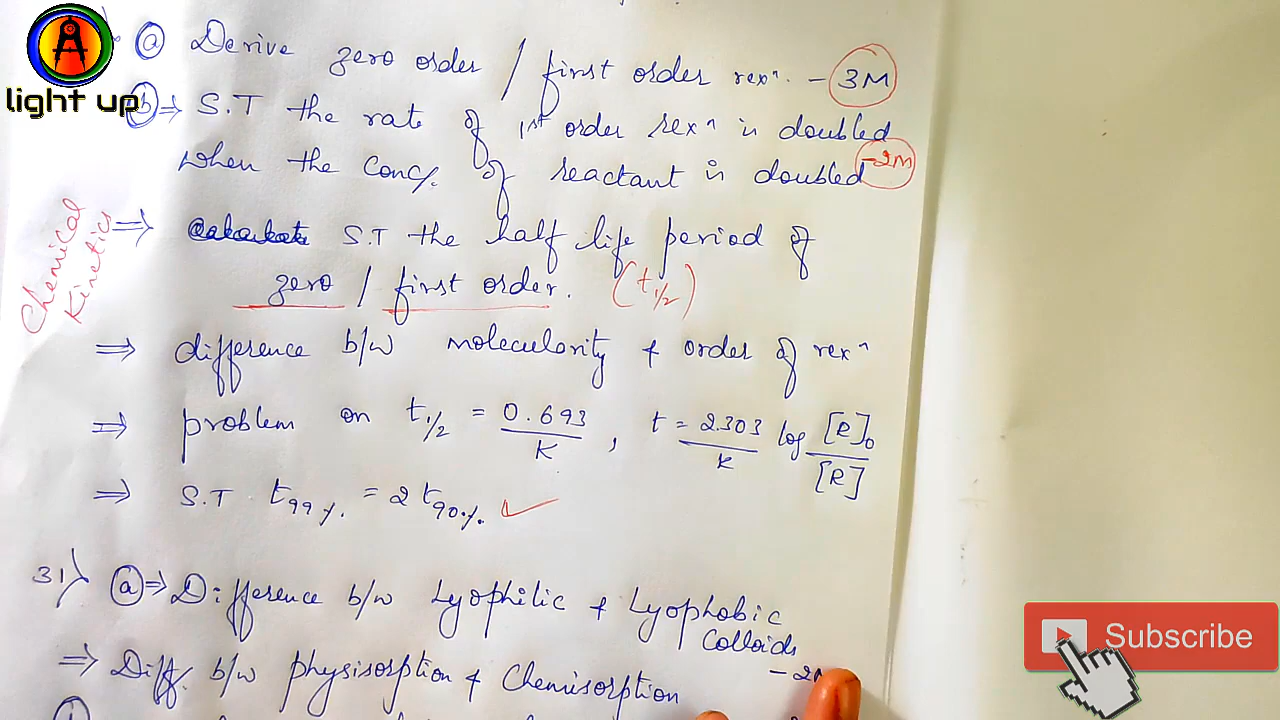 light up
ⓐ Derive zero order / first order rexⁿ. - 3M
ⓑ ⇒ S.T the rate of 1st order rexⁿ is doubled
when the conc/. of reactant is doubled -2M
Chemical
Kinetics
⇒ S.T the half life period of
zero / first order. (t1/2)
⇒ difference b/w molecularity + order of rexⁿ
⇒ problem on t1/2 = 0.693/K , t = 2.303/K log [R]₀/[R]
⇒ S.T t99%. = 2 t90%. ✓
31) ⓐ ⇒ Difference b/w Lyophilic + Lyophobic
Colloids
- 2M
⇒ Diff. b/w physisorption + Chemisorption
Subscribe